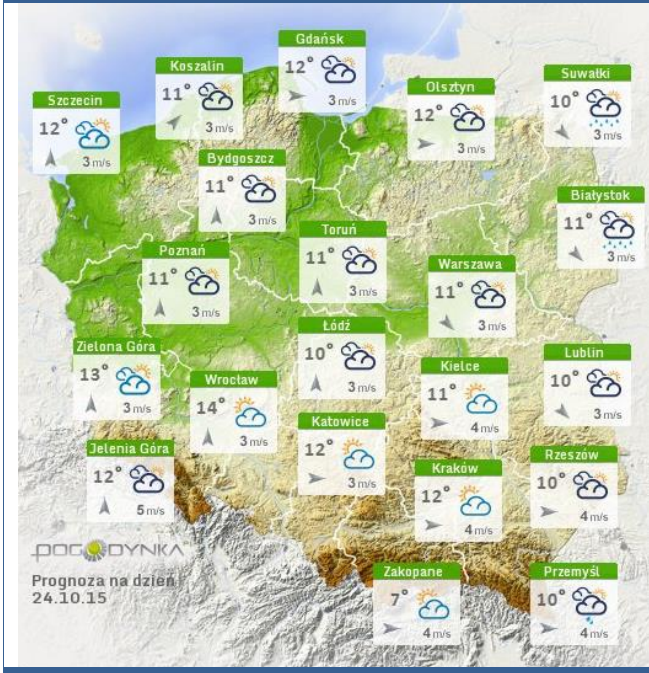 Gdańsk
12°
3 m/s
Koszalin
11°
3 m/s
Suwałki
10°
3 m/s
Olsztyn
12°
3 m/s
Szczecin
12°
3 m/s
Bydgoszcz
11°
3 m/s
Białystok
11°
3 m/s
Toruń
11°
3 m/s
Poznań
11°
3 m/s
Warszawa
11°
3 m/s
Łódź
10°
3 m/s
Zielona Góra
13°
3 m/s
Lublin
10°
3 m/s
Kielce
11°
4 m/s
Wrocław
14°
3 m/s
Katowice
12°
3 m/s
Jelenia Góra
12°
5 m/s
Rzeszów
10°
4 m/s
Kraków
12°
4 m/s
POGODYNKA
Prognoza na dzień
24.10.15
Zakopane
7°
4 m/s
Przemyśl
10°
4 m/s